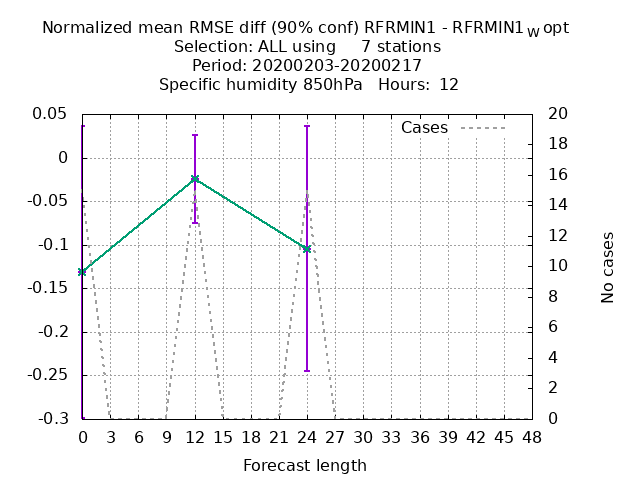 Normalized mean RMSE diff (90% conf) RFRMIN1 - RFRMIN1W opt
Selection: ALL using 7 stations
Period: 20200203-20200217
Specific humidity 850hPa Hours: 12
Cases
0.05
0
-0.05
-0.1
-0.15
-0.2
-0.25
-0.3
20
18
16
14
12
10
8
6
4
2
0
No cases
0 3 6 9 12 15 18 21 24 27 30 33 36 39 42 45 48
Forecast length